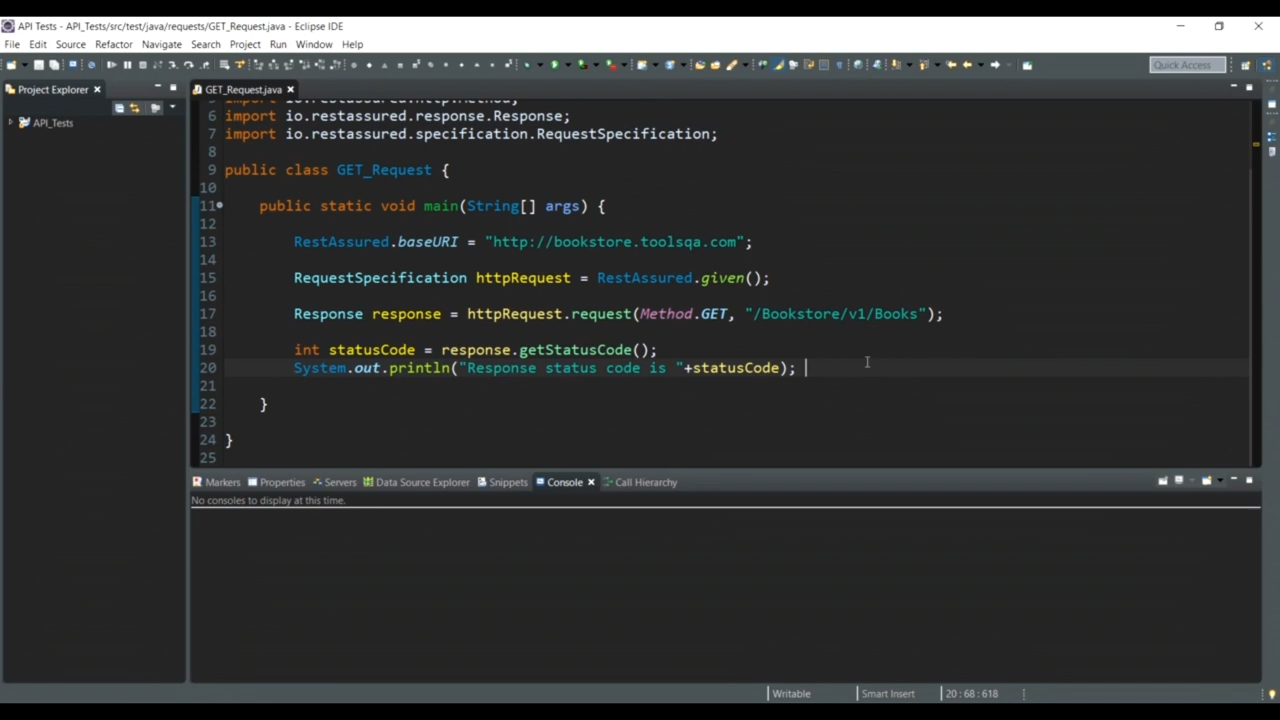 API Tests - API_Tests/src/test/java/requests/GET_Request.java - Eclipse IDE
File Edit Source Refactor Navigate Search Project Run Window Help
Quick Access
Project Explorer
GET_Request.java
API_Tests
5 import io.restassured.http.Method;
6 import io.restassured.response.Response;
7 import io.restassured.specification.RequestSpecification;
8
9 public class GET_Request {
10
11 public static void main(String[] args) {
12
13 RestAssured.baseURI = "http://bookstore.toolsqa.com";
14
15 RequestSpecification httpRequest = RestAssured.given();
16
17 Response response = httpRequest.request(Method.GET, "/Bookstore/v1/Books");
18
19 int statusCode = response.getStatusCode();
20 System.out.println("Response status code is "+statusCode);
21
22 }
23
24 }
25
Markers Properties Servers Data Source Explorer Snippets Console Call Hierarchy
No consoles to display at this time.
Writable Smart Insert 20 : 68 : 618